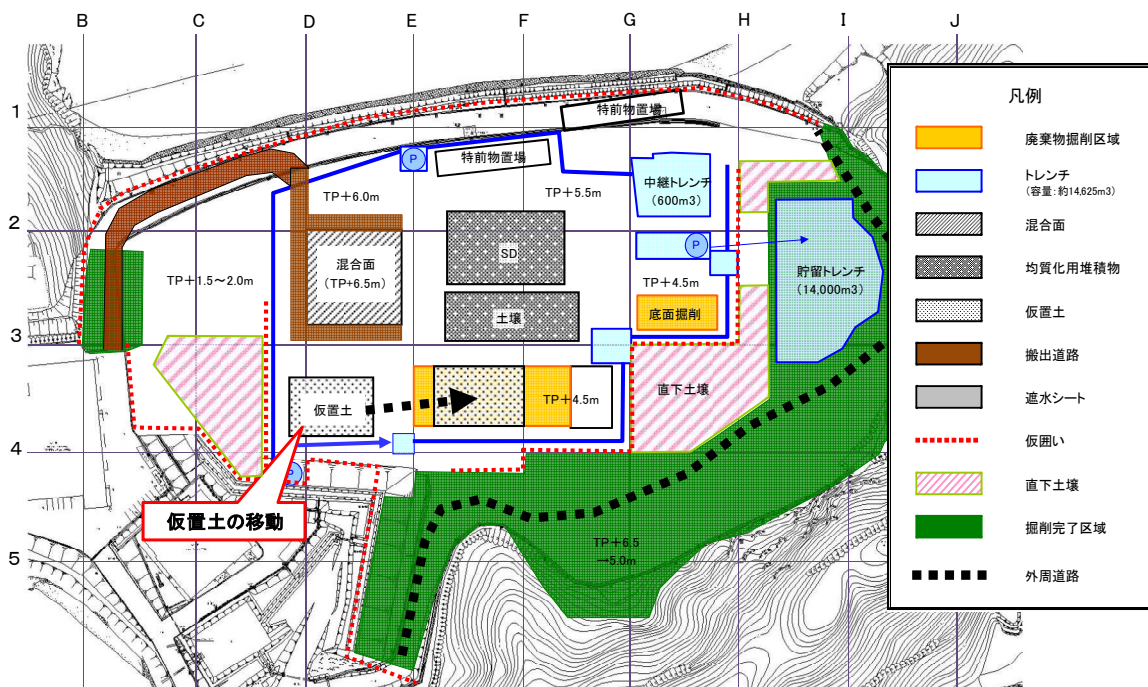 B C D E F G H I J
1
2
3
4
5
特前物置場
P
特前物置場
TP+6.0m
TP+5.5m
中継トレンチ
(600m3)
混合面
(TP+6.5m)
SD
P
TP+1.5～2.0m
TP+4.5m
貯留トレンチ
(14,000m3)
土壌
底面掘削
仮置土
TP+4.5m
直下土壌
P
仮置土の移動
TP+6.5
→5.0m
凡例
廃棄物掘削区域
トレンチ
(容量:約14,625m3)
混合面
均質化用堆積物
仮置土
搬出道路
遮水シート
仮囲い
直下土壌
掘削完了区域
外周道路